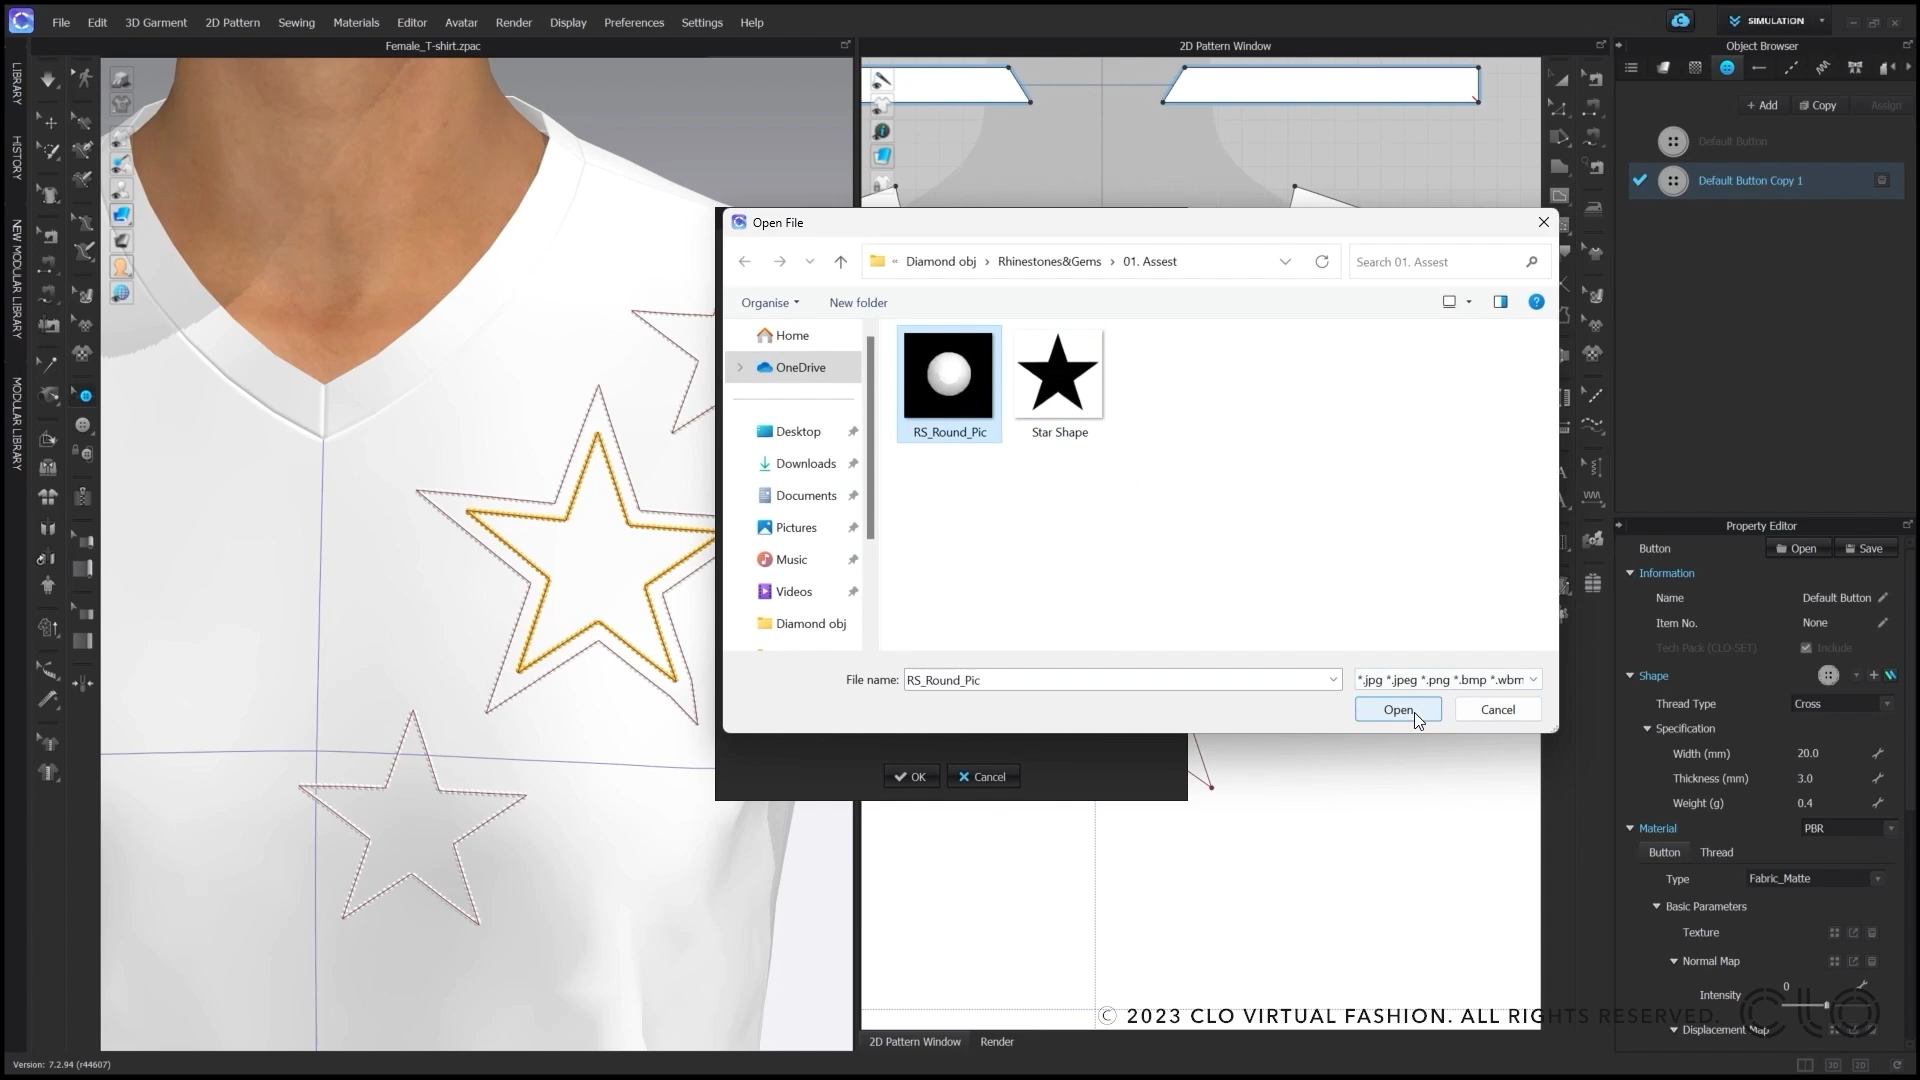 File Edit 3D Garment 2D Pattern Sewing Materials Editor Avatar Render Display Preferences Settings Help
SIMULATION
Female_T-shirt.zpac
2D Pattern Window
Object Browser
LIBRARY
HISTORY
NEW MODULAR LIBRARY
MODULAR LIBRARY
+ Add Copy Assign
Default Button
Default Button Copy 1
Open File
« Diamond obj › Rhinestones&Gems › 01. Assest
Search 01. Assest
Organise New folder
Home
OneDrive
Desktop
Downloads
Documents
Pictures
Music
Videos
Diamond obj
RS_Round_Pic
Star Shape
File name: RS_Round_Pic
*.jpg *.jpeg *.png *.bmp *.wbm
Open Cancel
OK Cancel
Property Editor
Button Open Save
Information
Name Default Button
Item No. None
Tech Pack (CLO-SET) Include
Shape
Thread Type Cross
Specification
Width (mm) 20.0
Thickness (mm) 3.0
Weight (g) 0.4
Material PBR
Button Thread
Type Fabric_Matte
Basic Parameters
Texture
Normal Map
Intensity 0
Displacement Map
© 2023 CLO VIRTUAL FASHION. ALL RIGHTS RESERVED.
CLO
2D Pattern Window Render
Version: 7.2.94 (r44607)
3D 2D